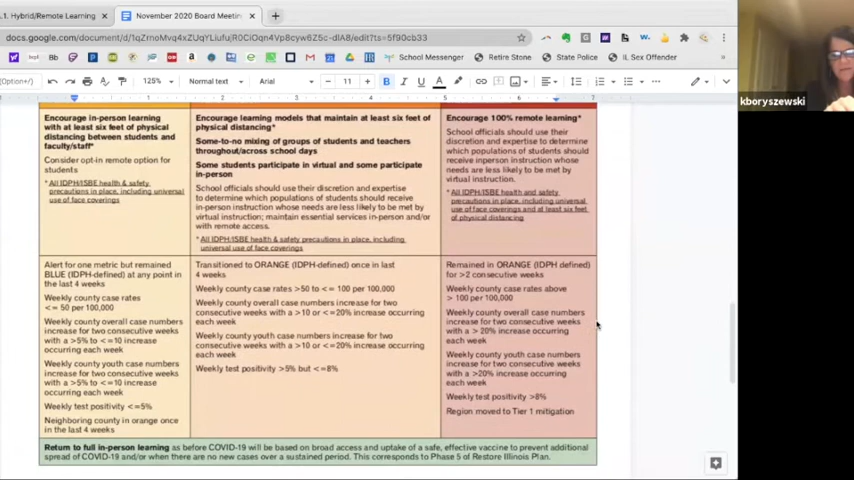 .1. Hybrid/Remote Learning
November 2020 Board Meetin
docs.google.com/document/d/
Bb
School Messenger
Retire Stone
State Police
IL Sex Offender
Option+/)
125%
Normal text
Arial
11
B I U A
1 2 3 4 5 6 7
Encourage in-person learning
with at least six feet of physical
distancing between students and
faculty/staff*
Consider opt-in remote option for
students
* All IDPH/ISBE health & safety
precautions in place, including universal
use of face coverings
Encourage learning models that maintain at least six feet of
physical distancing*
Some-to-no mixing of groups of students and teachers
throughout/across school days
Some students participate in virtual and some participate
in-person
School officials should use their discretion and expertise
to determine which populations of students should receive
in-person instruction whose needs are less likely to be met by
virtual instruction; maintain essential services in-person and/or
with remote access.
* All IDPH/ISBE health & safety precautions in place, including
universal use of face coverings
Encourage 100% remote learning*
School officials should use their
discretion and expertise to determine
which populations of students should
receive inperson instruction whose
needs are less likely to be met by
virtual instruction.
* All IDPH/ISBE health and safety
precautions in place, including universal
use of face coverings and at least six feet
of physical distancing
Alert for one metric but remained
BLUE (IDPH-defined) at any point in
the last 4 weeks
Weekly county case rates
<= 50 per 100,000
Weekly county overall case numbers
increase for two consecutive weeks
with a >5% to <=10 increase
occurring each week
Weekly county youth case numbers
increase for two consecutive weeks
with a >5% to <=10 increase
occurring each week
Weekly test positivity <=5%
Neighboring county in orange once
in the last 4 weeks
Transitioned to ORANGE (IDPH-defined) once in last
4 weeks
Weekly county case rates >50 to <= 100 per 100,000
Weekly county overall case numbers increase for two
consecutive weeks with a >10 or <=20% increase occurring
each week
Weekly county youth case numbers increase for two
consecutive weeks with a >10 or <=20% increase occurring
each week
Weekly test positivity >5% but <=8%
Remained in ORANGE (IDPH defined)
for >2 consecutive weeks
Weekly county case rates above
> 100 per 100,000
Weekly county overall case numbers
increase for two consecutive weeks
with a > 20% increase occurring
each week
Weekly county youth case numbers
increase for two consecutive weeks
with a >20% increase occurring
each week
Weekly test positivity >8%
Region moved to Tier 1 mitigation
Return to full in-person learning as before COVID-19 will be based on broad access and uptake of a safe, effective vaccine to prevent additional
spread of COVID-19 and/or when there are no new cases over a sustained period. This corresponds to Phase 5 of Restore Illinois Plan.
kboryszewski